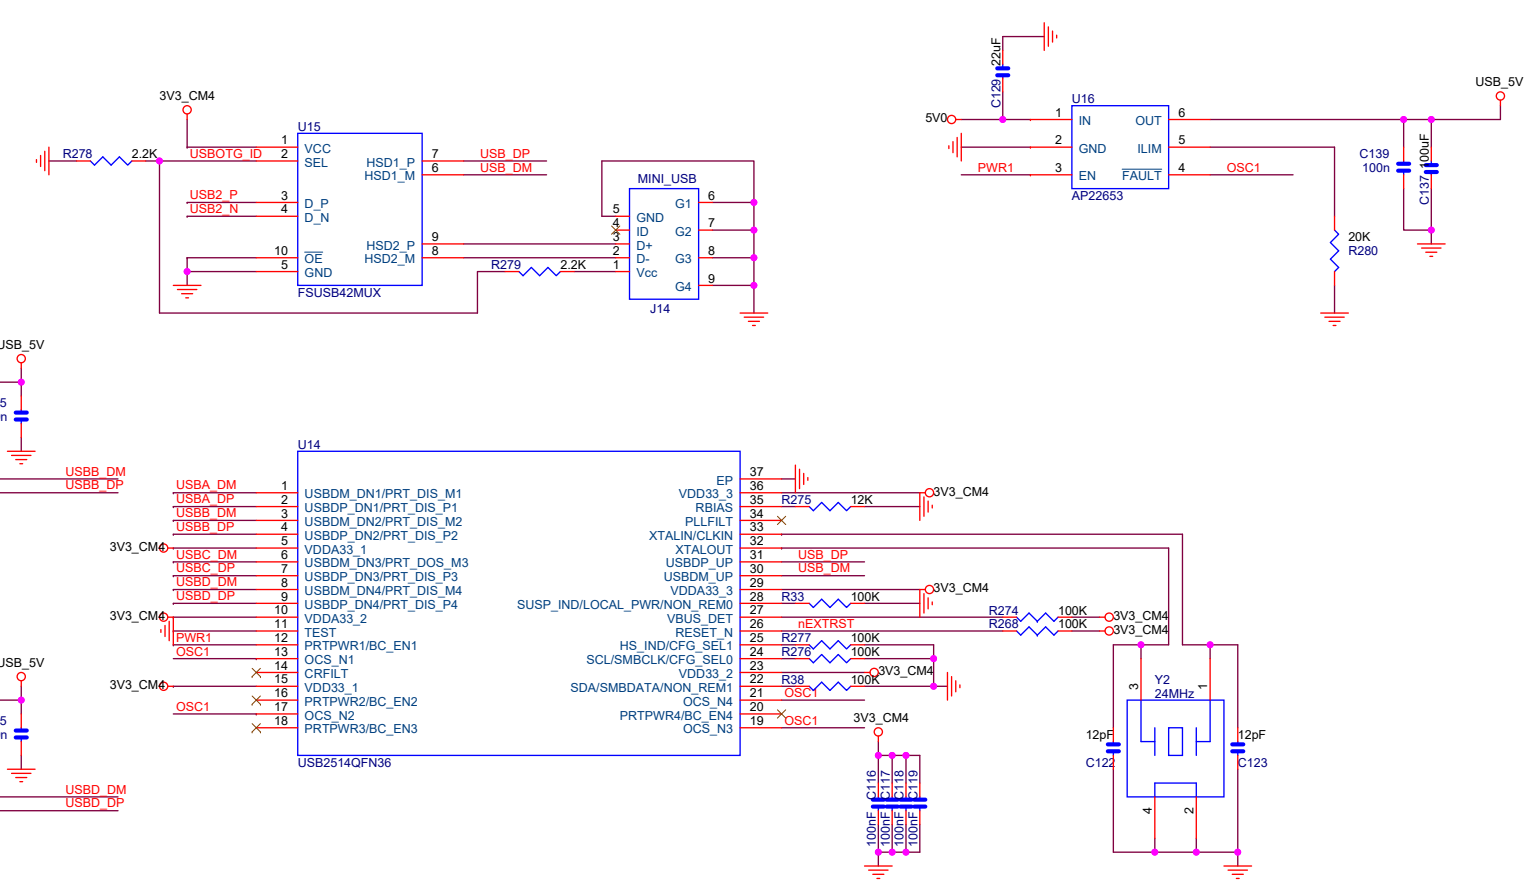 3V3_CM4
U15
R278 2.2K USBOTG_ID
1 VCC
2 SEL
HSD1_P 7 USB_DP
HSD1_M 6 USB_DM
USB2_P 3 D_P
USB2_N 4 D_N
HSD2_P 9
HSD2_M 8
10 OE
5 GND
FSUSB42MUX
R279 2.2K
MINI_USB
5 GND
4 ID
3 D+
2 D-
1 Vcc
G1 6
G2 7
G3 8
G4 9
J14
C129 22uF
5V0
U16
1 IN
2 GND
PWR1 3 EN
OUT 6
ILIM 5
FAULT 4 OSC1
AP22653
USB_5V
C139
100n
C137 100uF
20K
R280
USB_5V
5
n
USBB_DM
USBB_DP
USB_5V
5
n
USBD_DM
USBD_DP
U14
USBA_DM 1 USBDM_DN1/PRT_DIS_M1
USBA_DP 2 USBDP_DN1/PRT_DIS_P1
USBB_DM 3 USBDM_DN2/PRT_DIS_M2
USBB_DP 4 USBDP_DN2/PRT_DIS_P2
3V3_CM4 5 VDDA33_1
USBC_DM 6 USBDM_DN3/PRT_DOS_M3
USBC_DP 7 USBDP_DN3/PRT_DIS_P3
USBD_DM 8 USBDM_DN4/PRT_DIS_M4
USBD_DP 9 USBDP_DN4/PRT_DIS_P4
3V3_CM4 10 VDDA33_2
11 TEST
PWR1 12 PRTPWR1/BC_EN1
OSC1 13 OCS_N1
14 CRFILT
3V3_CM4 15 VDD33_1
16 PRTPWR2/BC_EN2
OSC1 17 OCS_N2
18 PRTPWR3/BC_EN3
EP 37
VDD33_3 36 3V3_CM4
RBIAS 35 R275 12K
PLLFILT 34
XTALIN/CLKIN 33
XTALOUT 32
USBDP_UP 31 USB_DP
USBDM_UP 30 USB_DM
VDDA33_3 29 3V3_CM4
SUSP_IND/LOCAL_PWR/NON_REM0 28 R33 100K
VBUS_DET 27 R274 100K 3V3_CM4
RESET_N 26 nEXTRST R268 100K 3V3_CM4
HS_IND/CFG_SEL1 25 R277 100K
SCL/SMBCLK/CFG_SEL0 24 R276 100K
VDD33_2 23 3V3_CM4
SDA/SMBDATA/NON_REM1 22 R38 100K
OCS_N4 21 OSC1
PRTPWR4/BC_EN4 20
OCS_N3 19 OSC1
USB2514QFN36
3V3_CM4
C116
C117
C118
C119
100nF
100nF
100nF
100nF
Y2
24MHz
3
1
4
2
12pF
C122
12pF
C123